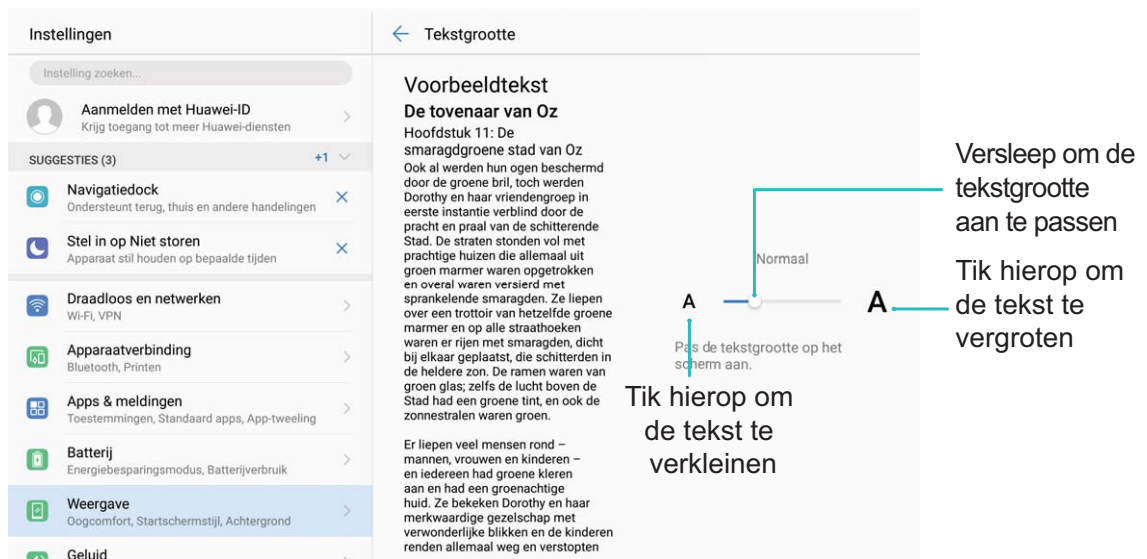 Instellingen
Instelling zoeken...
Aanmelden met Huawei-ID
Krijg toegang tot meer Huawei-diensten
SUGGESTIES (3)
+1
Navigatiedock
Ondersteunt terug, thuis en andere handelingen
Stel in op Niet storen
Apparaat stil houden op bepaalde tijden
Draadloos en netwerken
Wi-Fi, VPN
Apparaatverbinding
Bluetooth, Printen
Apps & meldingen
Toestemmingen, Standaard apps, App-tweeling
Batterij
Energiebesparingsmodus, Batterijverbruik
Weergave
Oogcomfort, Startschermstijl, Achtergrond
Geluid
Tekstgrootte
Voorbeeldtekst
De tovenaar van Oz
Hoofdstuk 11: De
smaragdgroene stad van Oz
Ook al werden hun ogen beschermd
door de groene bril, toch werden
Dorothy en haar vriendengroep in
eerste instantie verblind door de
pracht en praal van de schitterende
Stad. De straten stonden vol met
prachtige huizen die allemaal uit
groen marmer waren opgetrokken
en overal waren versierd met
sprankelende smaragden. Ze liepen
over een trottoir van hetzelfde groene
marmer en op alle straathoeken
waren er rijen met smaragden, dicht
bij elkaar geplaatst, die schitterden in
de heldere zon. De ramen waren van
groen glas; zelfs de lucht boven de
Stad had een groene tint, en ook de
zonnestralen waren groen.
Er liepen veel mensen rond –
mannen, vrouwen en kinderen –
en iedereen had groene kleren
aan en had een groenachtige
huid. Ze bekeken Dorothy en haar
merkwaardige gezelschap met
verwonderlijke blikken en de kinderen
renden allemaal weg en verstopten
Normaal
A
A
Pas de tekstgrootte op het
scherm aan.
Tik hierop om
de tekst te
verkleinen
Versleep om de
tekstgrootte
aan te passen
Tik hierop om
de tekst te
vergroten